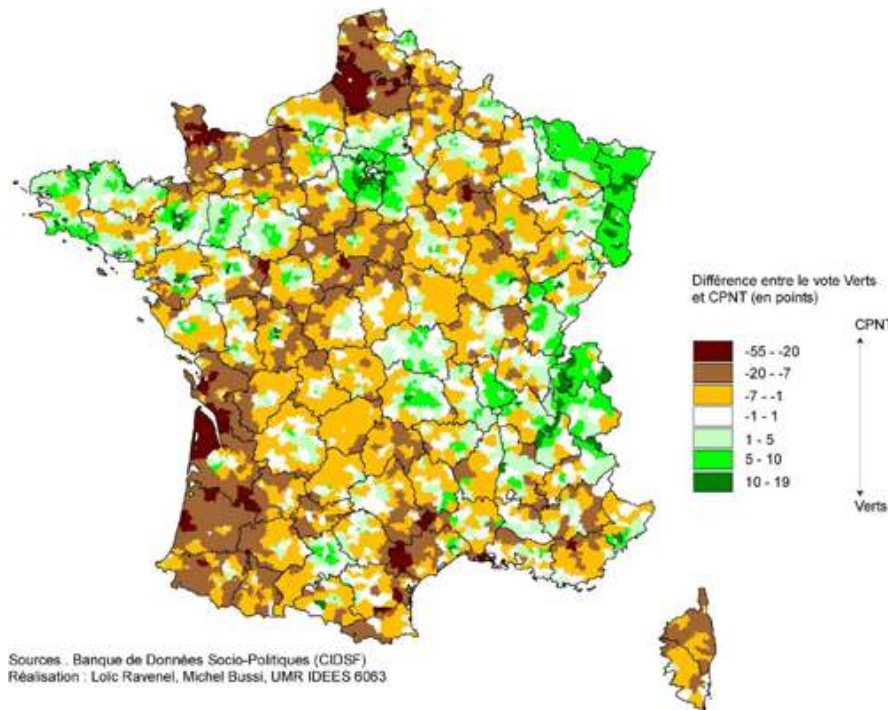 Différence entre le vote Verts
et CPNT (en points)
CPNT
-55 - -20
-20 - -7
-7 - -1
-1 - 1
1 - 5
5 - 10
10 - 19
Verts
Sources . Banque de Données Socio-Politiques (CIDSF)
Réalisation : Loïc Ravenel, Michel Bussi, UMR IDEES 6063